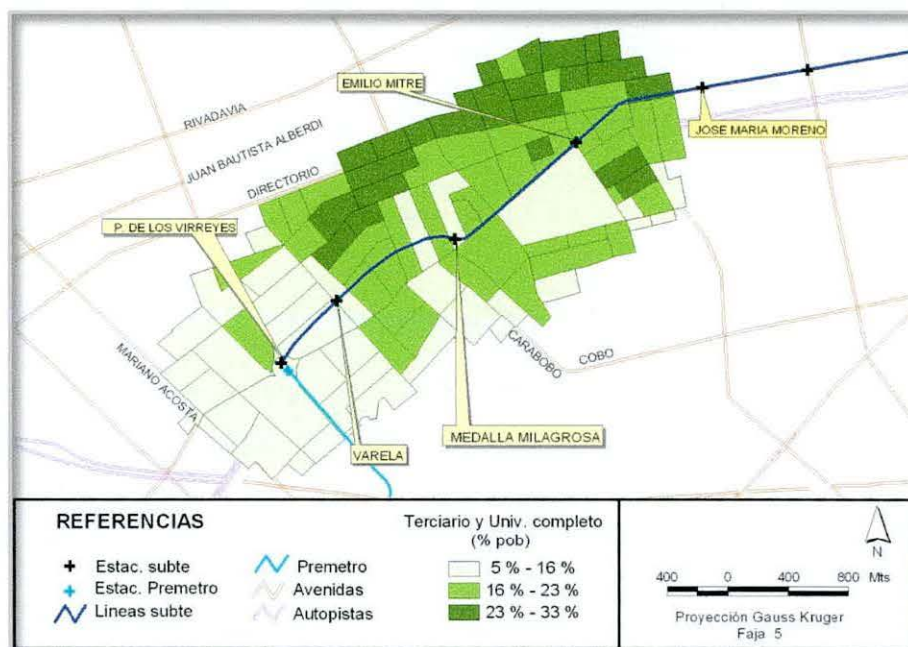 EMILIO MITRE
RIVADAVIA
JOSE MARIA MORENO
JUAN BAUTISTA ALBERDI
DIRECTORIO
P. DE LOS VIRREYES
MARIANO ACOSTA
CARABOBO
COBO
VARELA
MEDALLA MILAGROSA
REFERENCIAS
Estac. subte
Estac. Premetro
Lineas subte
Premetro
Avenidas
Autopistas
Terciario y Univ. completo
(% pob)
5 % - 16 %
16 % - 23 %
23 % - 33 %
N
400 0 400 800 Mts
Proyección Gauss Kruger
Faja 5